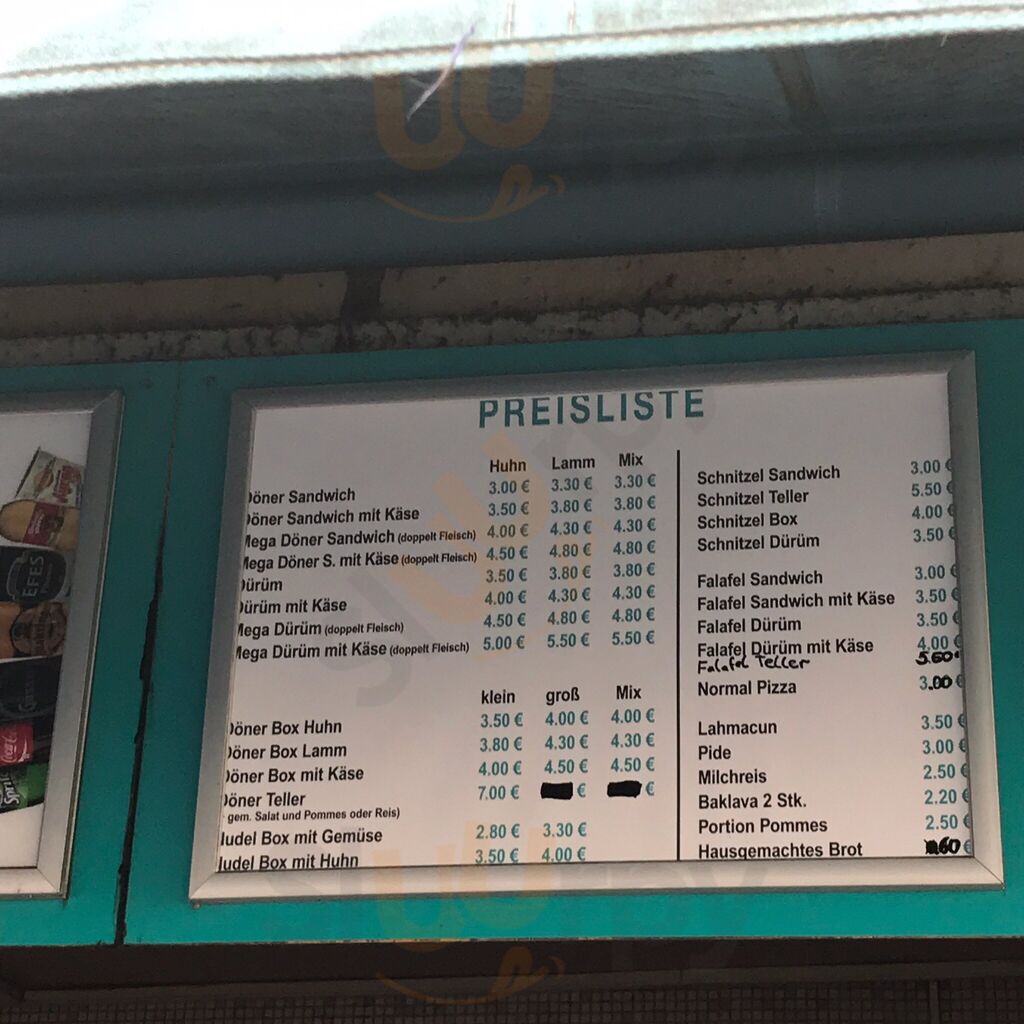 PREISLISTE
Huhn Lamm Mix
Döner Sandwich 3.00 € 3.30 € 3.30 €
Döner Sandwich mit Käse 3.50 € 3.80 € 3.80 €
Mega Döner Sandwich (doppelt Fleisch) 4.00 € 4.30 € 4.30 €
Mega Döner S. mit Käse (doppelt Fleisch) 4.50 € 4.80 € 4.80 €
Dürüm 3.50 € 3.80 € 3.80 €
Dürüm mit Käse 4.00 € 4.30 € 4.30 €
Mega Dürüm (doppelt Fleisch) 4.50 € 4.80 € 4.80 €
Mega Dürüm mit Käse (doppelt Fleisch) 5.00 € 5.50 € 5.50 €
klein groß Mix
Döner Box Huhn 3.50 € 4.00 € 4.00 €
Döner Box Lamm 3.80 € 4.30 € 4.30 €
Döner Box mit Käse 4.00 € 4.50 € 4.50 €
Döner Teller 7.00 € € €
gem. Salat und Pommes oder Reis)
Nudel Box mit Gemüse 2.80 € 3.30 €
Nudel Box mit Huhn 3.50 € 4.00 €
Schnitzel Sandwich 3.00 €
Schnitzel Teller 5.50 €
Schnitzel Box 4.00 €
Schnitzel Dürüm 3.50 €
Falafel Sandwich 3.00 €
Falafel Sandwich mit Käse 3.50 €
Falafel Dürüm 3.50 €
Falafel Dürüm mit Käse 4.00 €
Falafel Teller 5.60
Normal Pizza 3.00 €
Lahmacun 3.50 €
Pide 3.00 €
Milchreis 2.50 €
Baklava 2 Stk. 2.20 €
Portion Pommes 2.50 €
Hausgemachtes Brot 60 €
EFES
Coca-Cola
Sprite
Sluurpy